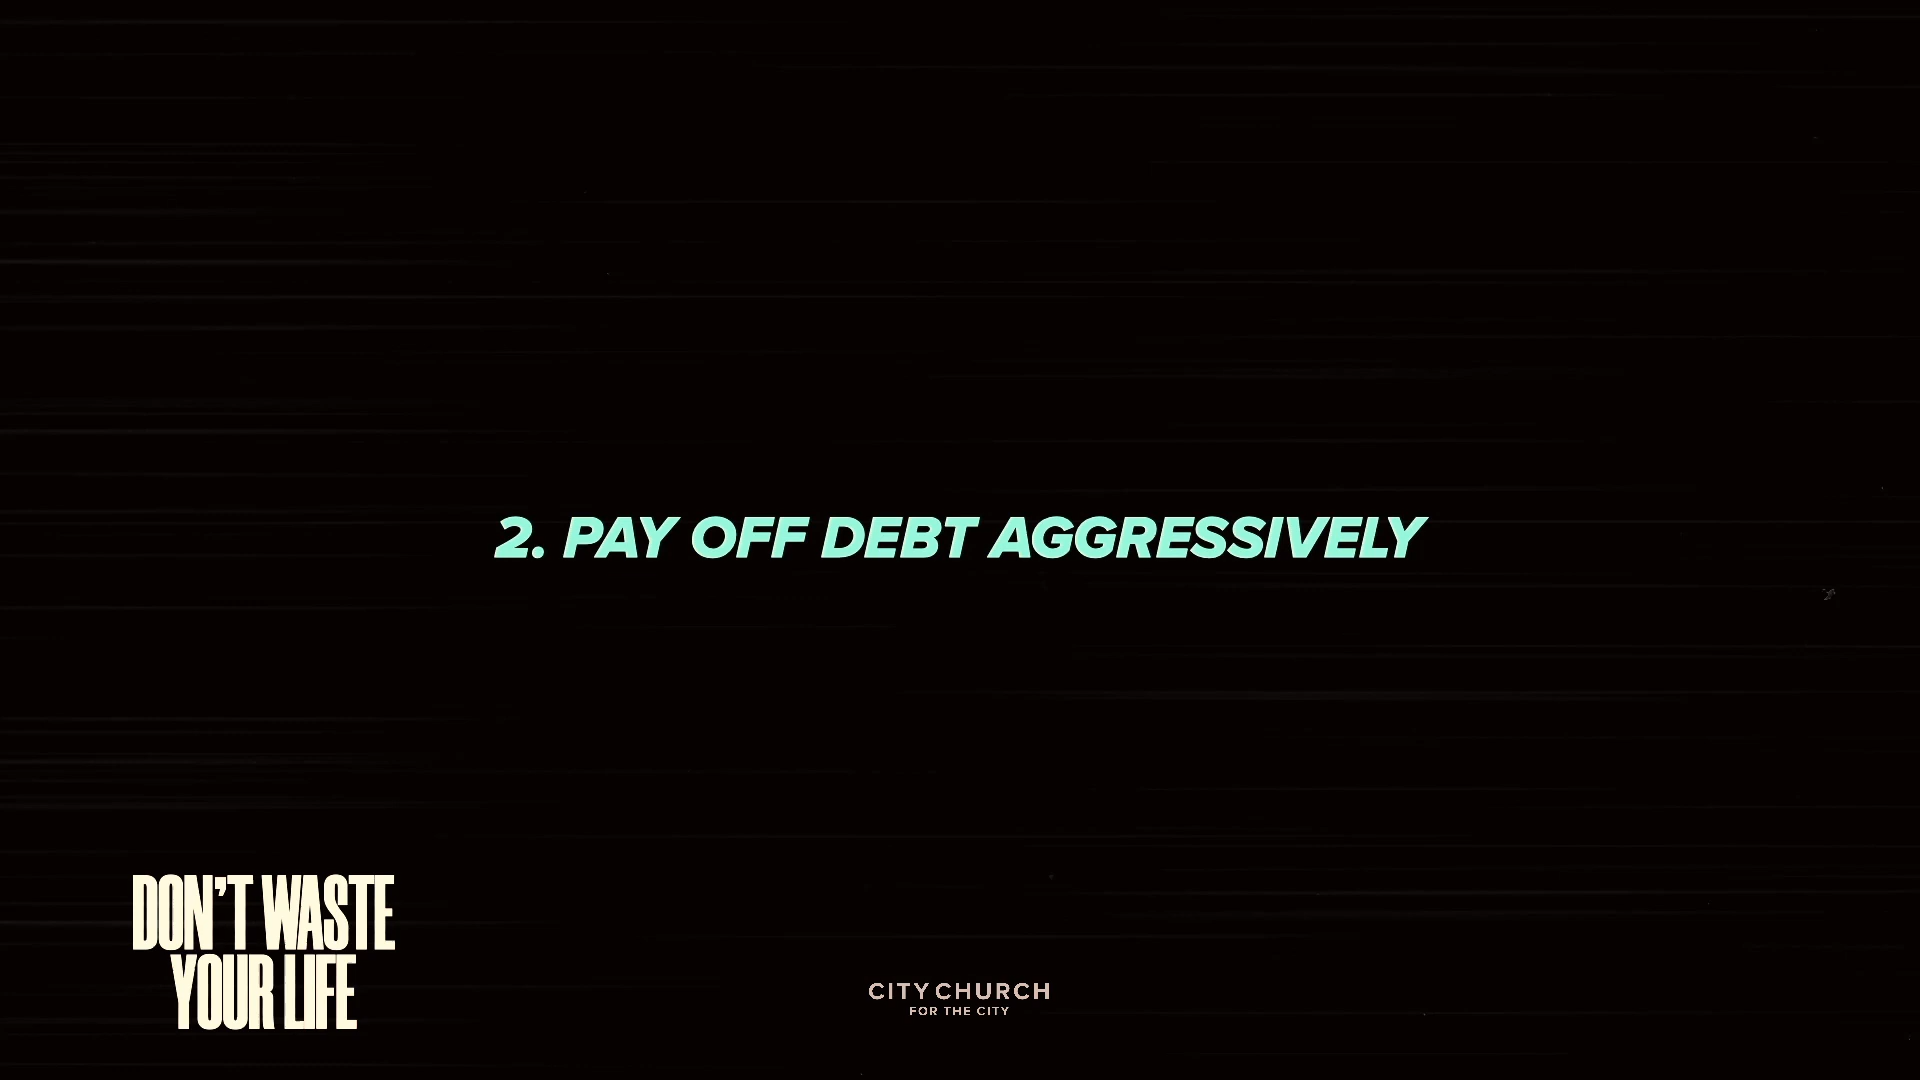 2. PAY OFF DEBT AGGRESSIVELY
DON'T WASTE
YOUR LIFE
CITY CHURCH
FOR THE CITY